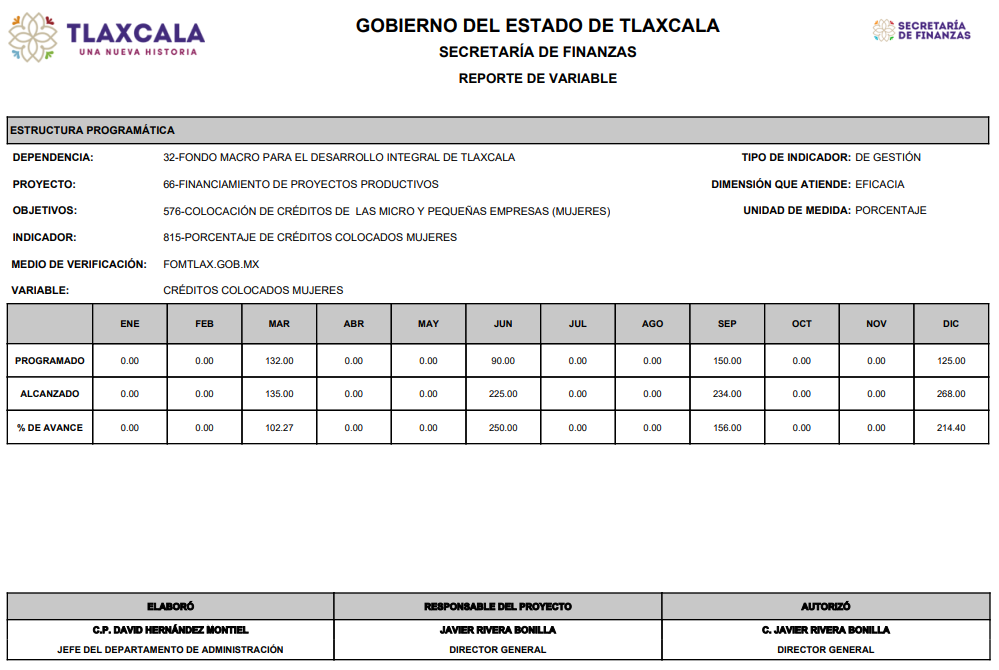 TLAXCALA
UNA NUEVA HISTORIA
GOBIERNO DEL ESTADO DE TLAXCALA
SECRETARÍA DE FINANZAS
REPORTE DE VARIABLE
SECRETARÍA
DE FINANZAS
ESTRUCTURA PROGRAMÁTICA
DEPENDENCIA: 32-FONDO MACRO PARA EL DESARROLLO INTEGRAL DE TLAXCALA TIPO DE INDICADOR: DE GESTIÓN
PROYECTO: 66-FINANCIAMIENTO DE PROYECTOS PRODUCTIVOS DIMENSIÓN QUE ATIENDE: EFICACIA
OBJETIVOS: 576-COLOCACIÓN DE CRÉDITOS DE LAS MICRO Y PEQUEÑAS EMPRESAS (MUJERES) UNIDAD DE MEDIDA: PORCENTAJE
INDICADOR: 815-PORCENTAJE DE CRÉDITOS COLOCADOS MUJERES
MEDIO DE VERIFICACIÓN: FOMTLAX.GOB.MX
VARIABLE: CRÉDITOS COLOCADOS MUJERES
ENE FEB MAR ABR MAY JUN JUL AGO SEP OCT NOV DIC
PROGRAMADO 0.00 0.00 132.00 0.00 0.00 90.00 0.00 0.00 150.00 0.00 0.00 125.00
ALCANZADO 0.00 0.00 135.00 0.00 0.00 225.00 0.00 0.00 234.00 0.00 0.00 268.00
% DE AVANCE 0.00 0.00 102.27 0.00 0.00 250.00 0.00 0.00 156.00 0.00 0.00 214.40
ELABORÓ RESPONSABLE DEL PROYECTO AUTORIZÓ
C.P. DAVID HERNÁNDEZ MONTIEL JAVIER RIVERA BONILLA C. JAVIER RIVERA BONILLA
JEFE DEL DEPARTAMENTO DE ADMINISTRACIÓN DIRECTOR GENERAL DIRECTOR GENERAL